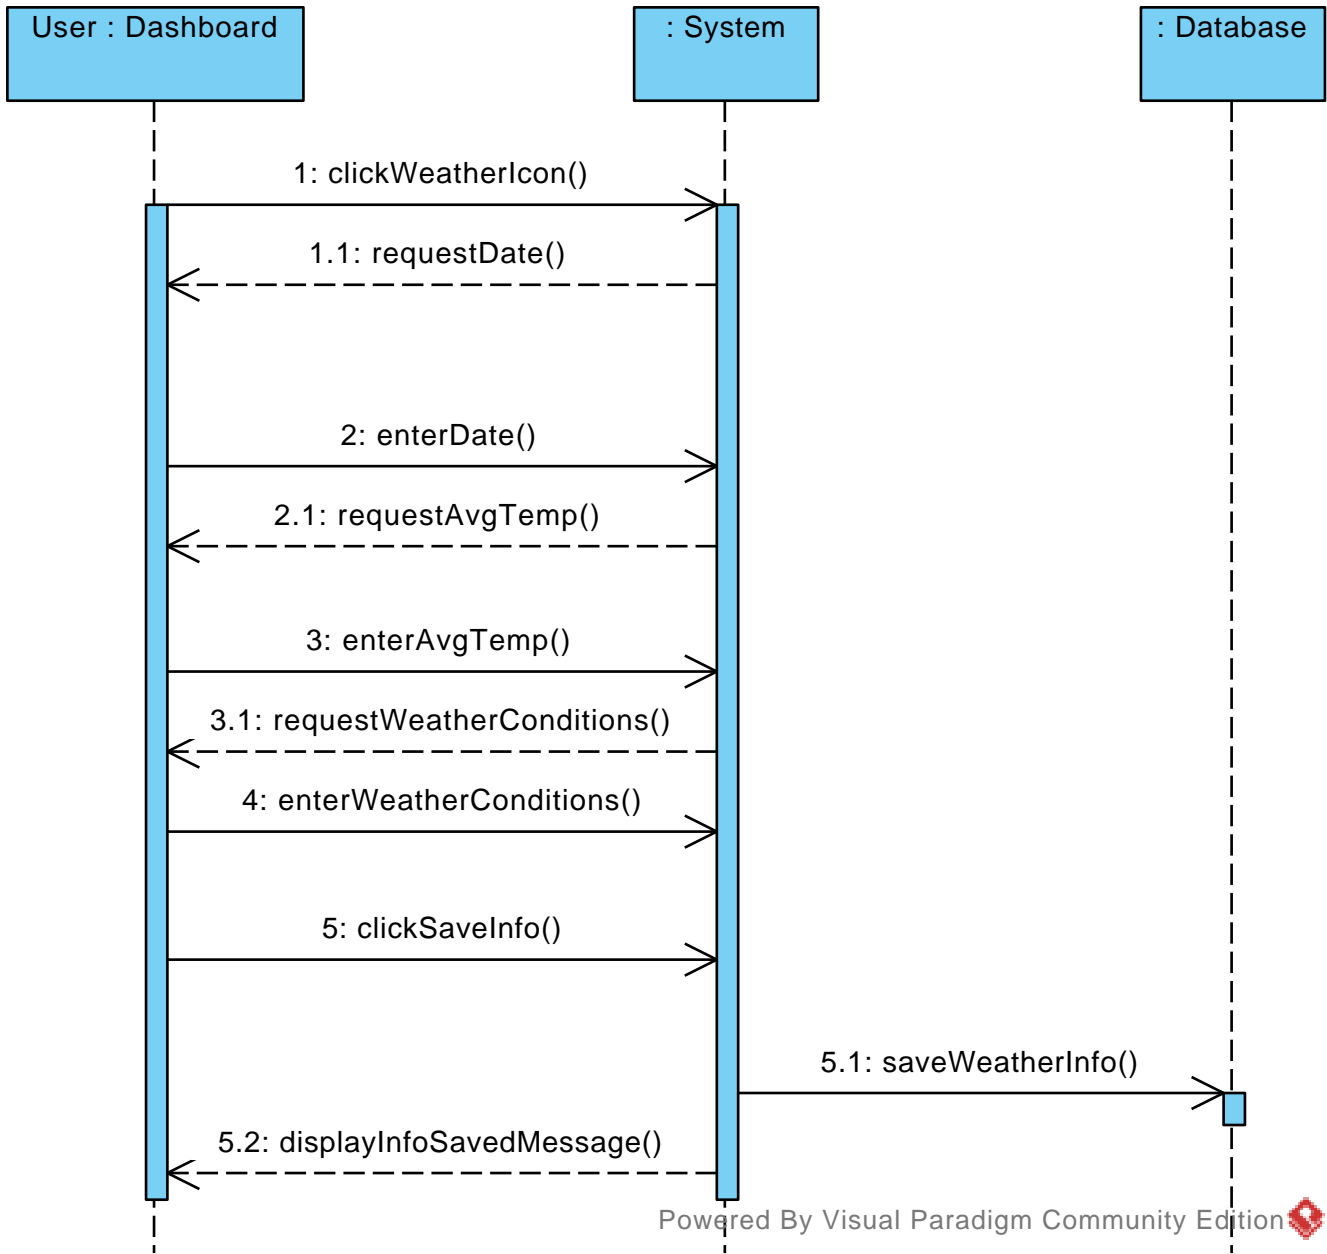 User : Dashboard
: System
: Database
1: clickWeatherIcon()
1.1: requestDate()
2: enterDate()
2.1: requestAvgTemp()
3: enterAvgTemp()
3.1: requestWeatherConditions()
4: enterWeatherConditions()
5: clickSaveInfo()
5.1: saveWeatherInfo()
5.2: displayInfoSavedMessage()
Powered By Visual Paradigm Community Edition